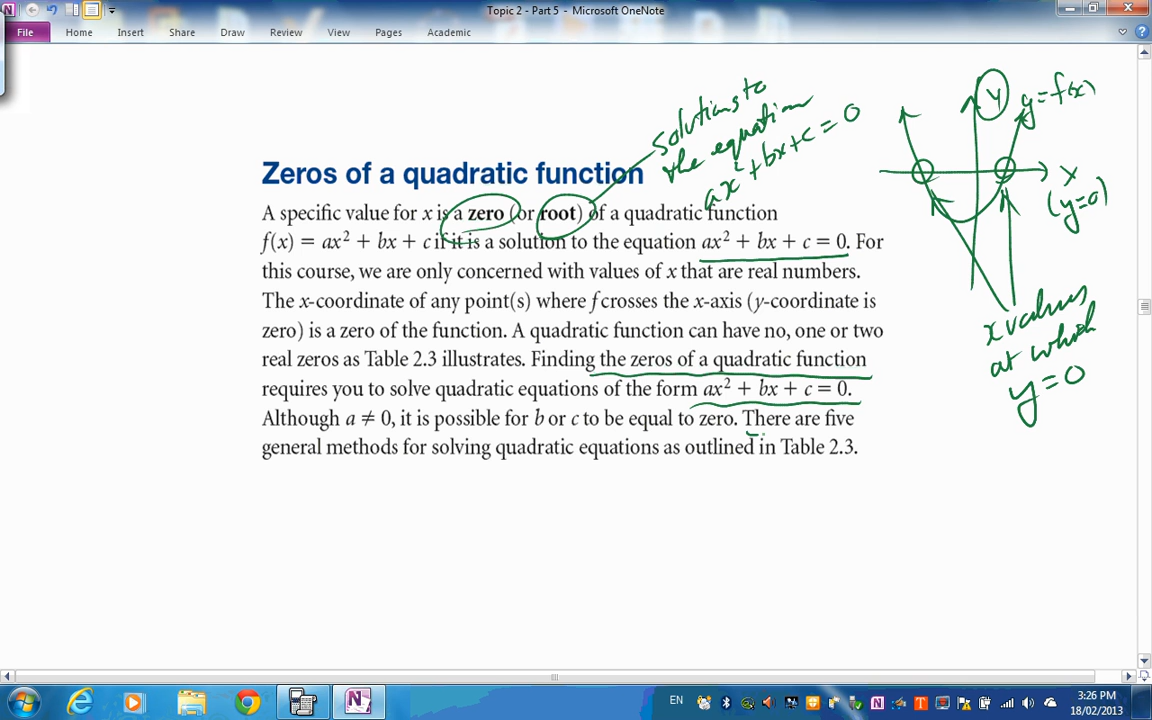 Topic 2 - Part 5 - Microsoft OneNote
File Home Insert Share Draw Review View Pages Academic
solutions to
the equation
ax² + bx + c = 0
y
y = f(x)
x
(y=0)
x values
at which
y = 0
Zeros of a quadratic function
A specific value for x is a zero (or root) of a quadratic function
f(x) = ax² + bx + c if it is a solution to the equation ax² + bx + c = 0. For
this course, we are only concerned with values of x that are real numbers.
The x-coordinate of any point(s) where f crosses the x-axis (y-coordinate is
zero) is a zero of the function. A quadratic function can have no, one or two
real zeros as Table 2.3 illustrates. Finding the zeros of a quadratic function
requires you to solve quadratic equations of the form ax² + bx + c = 0.
Although a ≠ 0, it is possible for b or c to be equal to zero. There are five
general methods for solving quadratic equations as outlined in Table 2.3.
EN
3:26 PM
18/02/2013